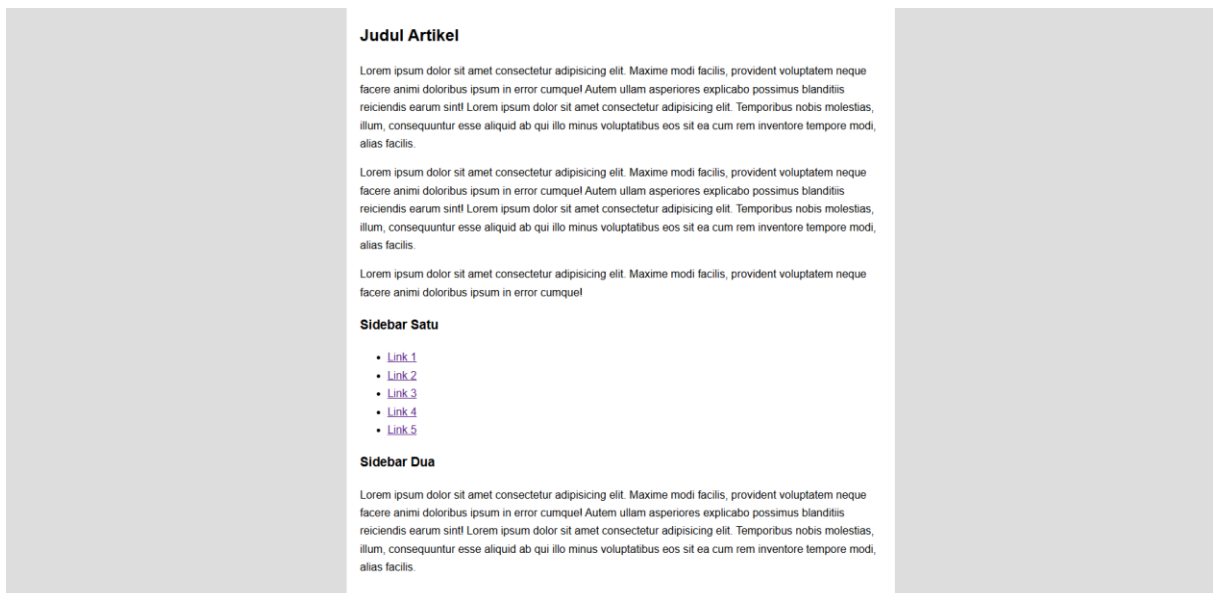 Judul Artikel
Lorem ipsum dolor sit amet consectetur adipisicing elit. Maxime modi facilis, provident voluptatem neque
facere animi doloribus ipsum in error cumque! Autem ullam asperiores explicabo possimus blanditiis
reiciendis earum sint! Lorem ipsum dolor sit amet consectetur adipisicing elit. Temporibus nobis molestias,
illum, consequuntur esse aliquid ab qui illo minus voluptatibus eos sit ea cum rem inventore tempore modi,
alias facilis.
Lorem ipsum dolor sit amet consectetur adipisicing elit. Maxime modi facilis, provident voluptatem neque
facere animi doloribus ipsum in error cumque! Autem ullam asperiores explicabo possimus blanditiis
reiciendis earum sint! Lorem ipsum dolor sit amet consectetur adipisicing elit. Temporibus nobis molestias,
illum, consequuntur esse aliquid ab qui illo minus voluptatibus eos sit ea cum rem inventore tempore modi,
alias facilis.
Lorem ipsum dolor sit amet consectetur adipisicing elit. Maxime modi facilis, provident voluptatem neque
facere animi doloribus ipsum in error cumque!
Sidebar Satu
• Link 1
• Link 2
• Link 3
• Link 4
• Link 5
Sidebar Dua
Lorem ipsum dolor sit amet consectetur adipisicing elit. Maxime modi facilis, provident voluptatem neque
facere animi doloribus ipsum in error cumque! Autem ullam asperiores explicabo possimus blanditiis
reiciendis earum sint! Lorem ipsum dolor sit amet consectetur adipisicing elit. Temporibus nobis molestias,
illum, consequuntur esse aliquid ab qui illo minus voluptatibus eos sit ea cum rem inventore tempore modi,
alias facilis.